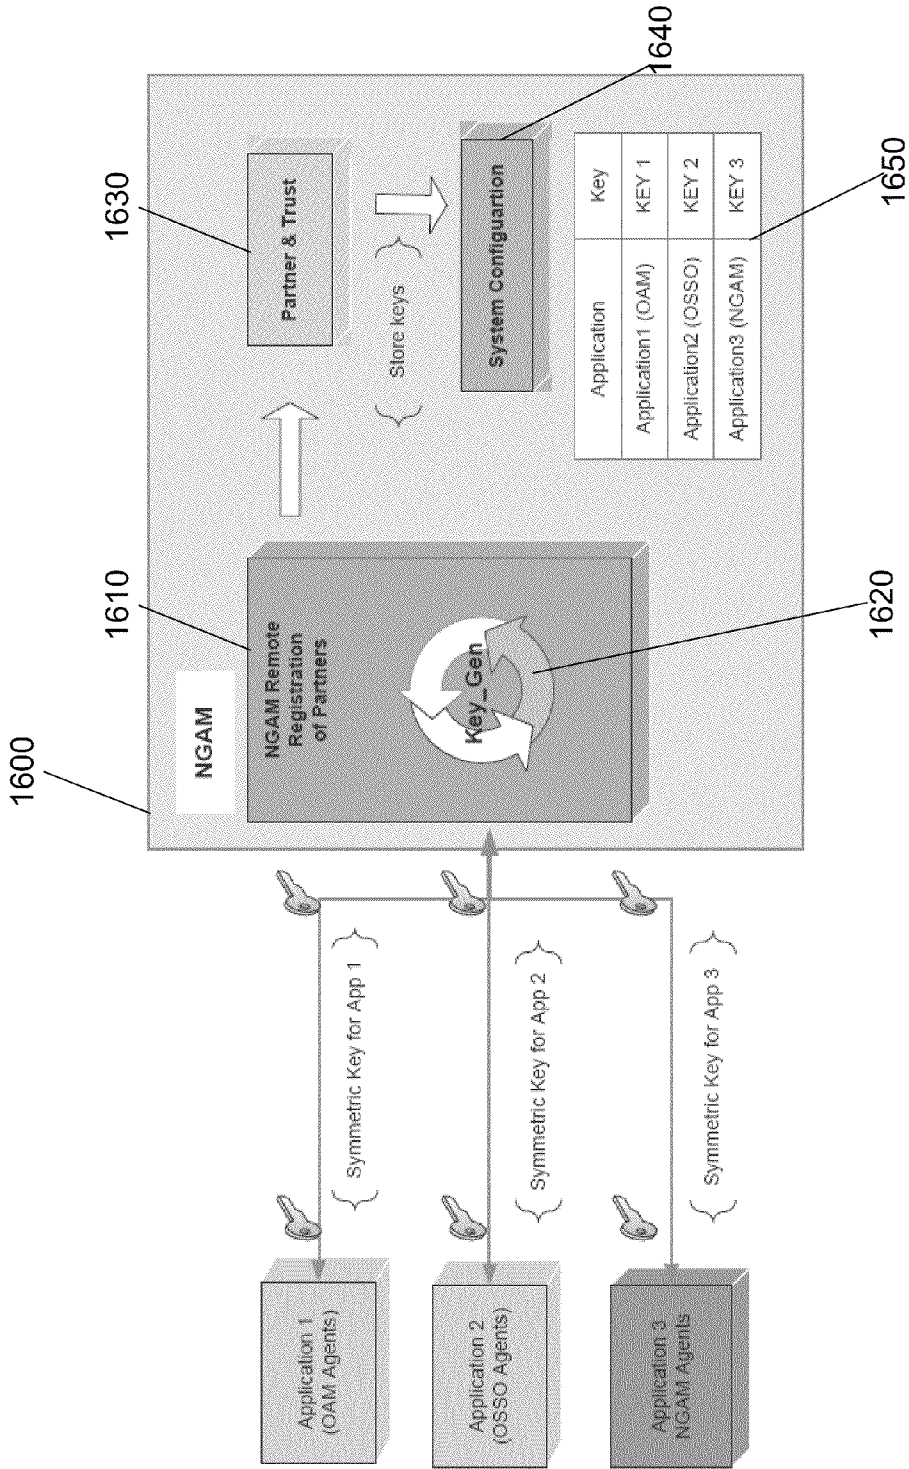 1600
1610
1630
1640
NGAM
NGAM Remote
Registration
of Partners
Key_Gen
1620
Partner & Trust
{ Store keys }
System Configuartion
Application Key
Application1 (OAM) KEY 1
Application2 (OSSO) KEY 2
Application3 (NGAM) KEY 3
1650
Application 1
(OAM Agents)
{ Symmetric Key for App 1 }
Application 2
(OSSO Agents)
{ Symmetric Key for App 2 }
Application 3
NGAM Agents
{ Symmetric Key for App 3 }